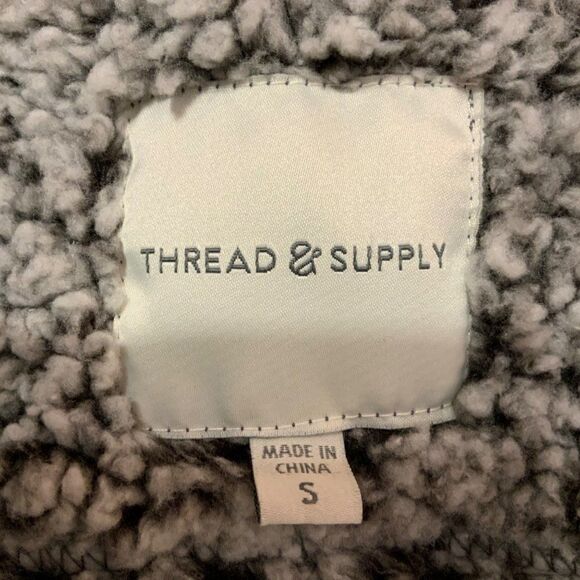 THREAD & SUPPLY
MADE IN
CHINA
S